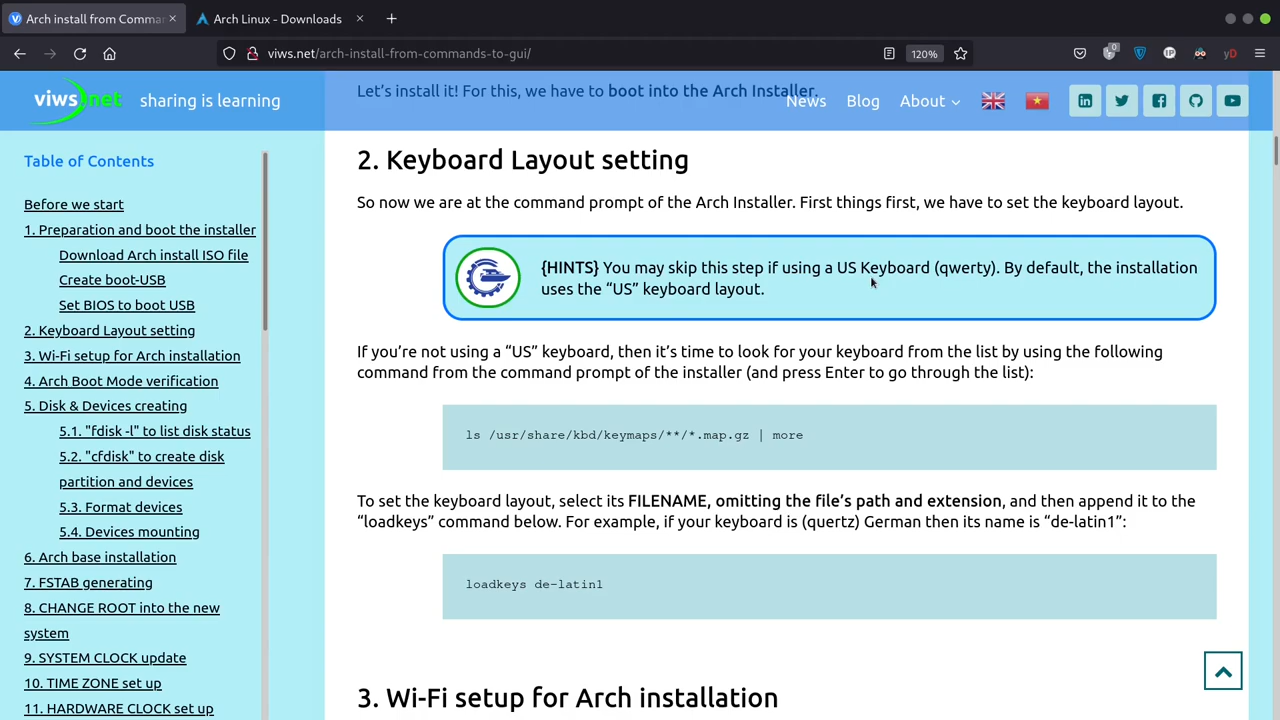 Arch install from Comma
Arch Linux - Downloads
viws.net/arch-install-from-commands-to-gui/
120%
0
IP
yD
viws.net
sharing is learning
Let's install it! For this, we have to boot into the Arch Installer.
News
Blog
About
Table of Contents
Before we start
1. Preparation and boot the installer
Download Arch install ISO file
Create boot-USB
Set BIOS to boot USB
2. Keyboard Layout setting
3. Wi-Fi setup for Arch installation
4. Arch Boot Mode verification
5. Disk & Devices creating
5.1. "fdisk -l" to list disk status
5.2. "cfdisk" to create disk
partition and devices
5.3. Format devices
5.4. Devices mounting
6. Arch base installation
7. FSTAB generating
8. CHANGE ROOT into the new
system
9. SYSTEM CLOCK update
10. TIME ZONE set up
11. HARDWARE CLOCK set up
2. Keyboard Layout setting
So now we are at the command prompt of the Arch Installer. First things first, we have to set the keyboard layout.
{HINTS} You may skip this step if using a US Keyboard (qwerty). By default, the installation
uses the “US” keyboard layout.
If you’re not using a “US” keyboard, then it’s time to look for your keyboard from the list by using the following
command from the command prompt of the installer (and press Enter to go through the list):
ls /usr/share/kbd/keymaps/**/*.map.gz | more
To set the keyboard layout, select its FILENAME, omitting the file’s path and extension, and then append it to the
“loadkeys” command below. For example, if your keyboard is (quertz) German then its name is “de-latin1”:
loadkeys de-latin1
3. Wi-Fi setup for Arch installation